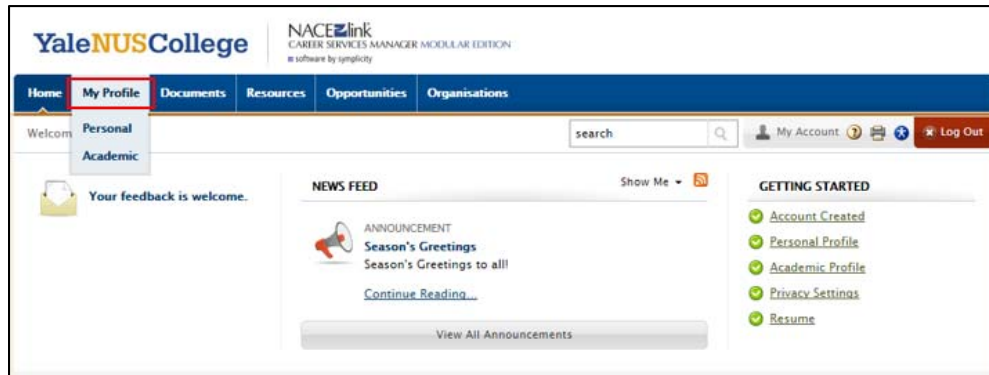 YaleNUSCollege
NACEzlink
CAREER SERVICES MANAGER MODULAR EDITION
software by symplicity
Home My Profile Documents Resources Opportunities Organisations
Personal
Academic
Welcom
search
My Account
Log Out
Your feedback is welcome.
NEWS FEED
Show Me
ANNOUNCEMENT
Season's Greetings
Season's Greetings to all!
Continue Reading...
View All Announcements
GETTING STARTED
Account Created
Personal Profile
Academic Profile
Privacy Settings
Resume